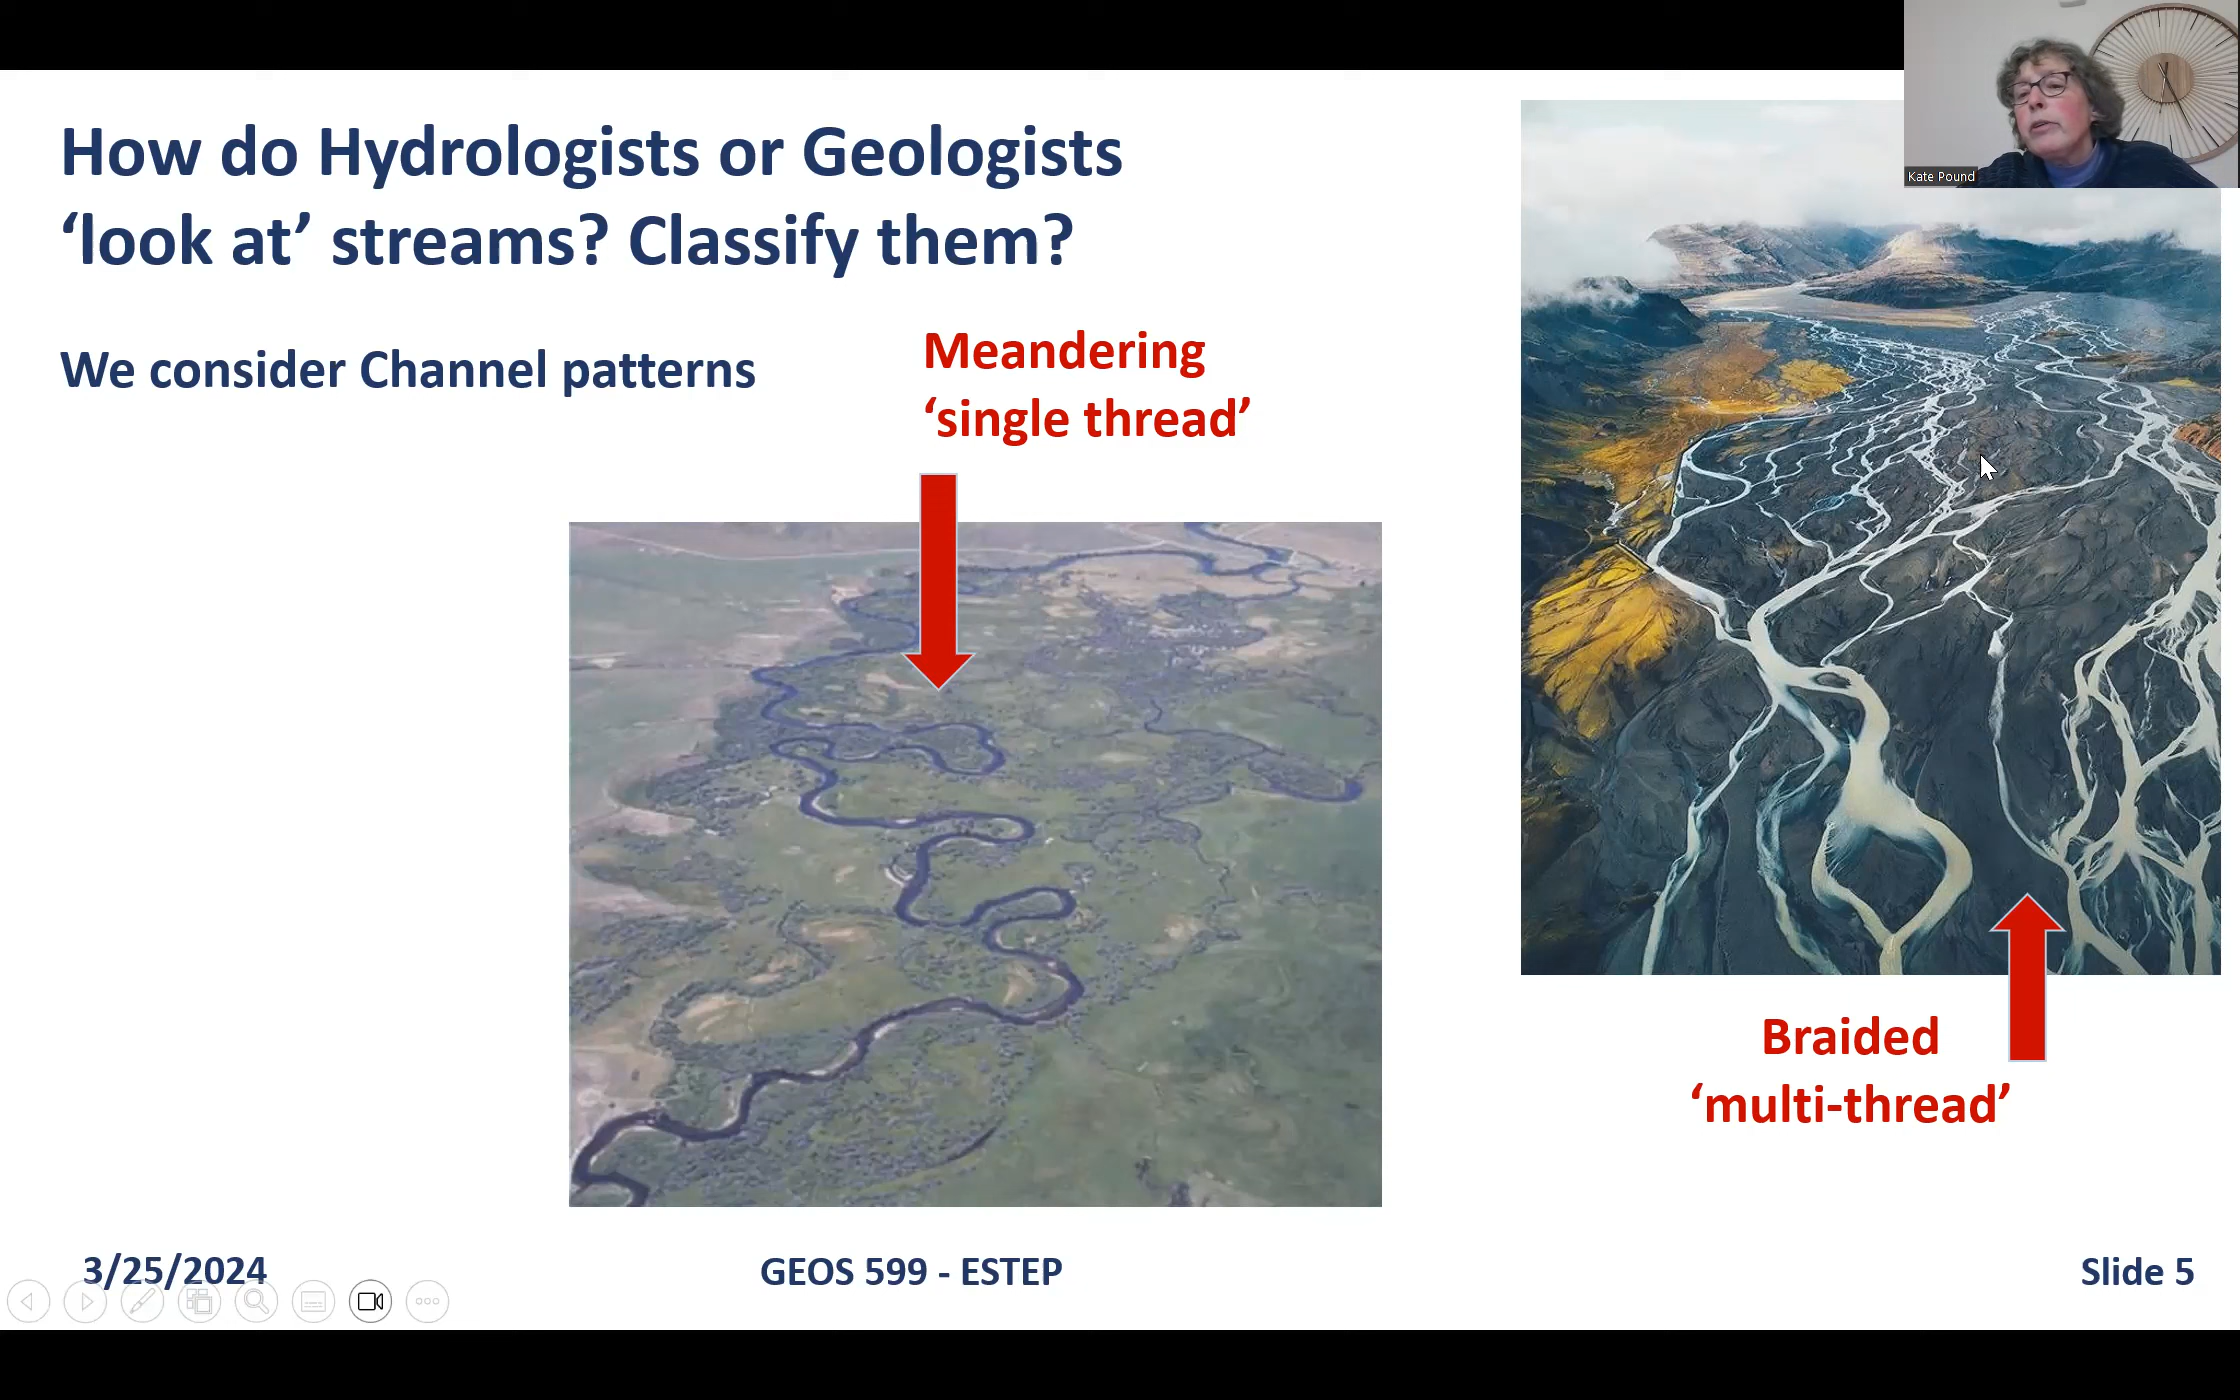 Kate Pound
How do Hydrologists or Geologists
‘look at’ streams? Classify them?
We consider Channel patterns
Meandering
‘single thread’
Braided
‘multi-thread’
3/25/2024
GEOS 599 - ESTEP
Slide 5